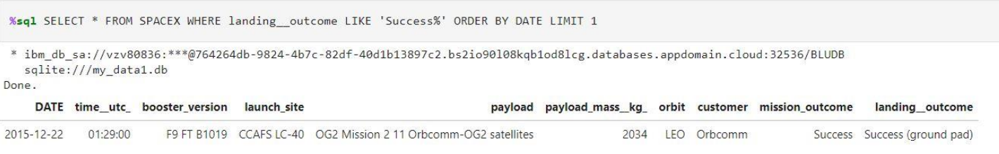 %sql SELECT * FROM SPACEX WHERE landing__outcome LIKE 'Success%' ORDER BY DATE LIMIT 1
* ibm_db_sa://vzv80836:***@764264db-9824-4b7c-82df-40d1b13897c2.bs2io90l08kqb1od8lcg.databases.appdomain.cloud:32536/BLUDB
sqlite:///my_data1.db
Done.
DATE time__utc_ booster_version launch_site payload payload_mass__kg_ orbit customer mission_outcome landing__outcome
2015-12-22 01:29:00 F9 FT B1019 CCAFS LC-40 OG2 Mission 2 11 Orbcomm-OG2 satellites 2034 LEO Orbcomm Success Success (ground pad)